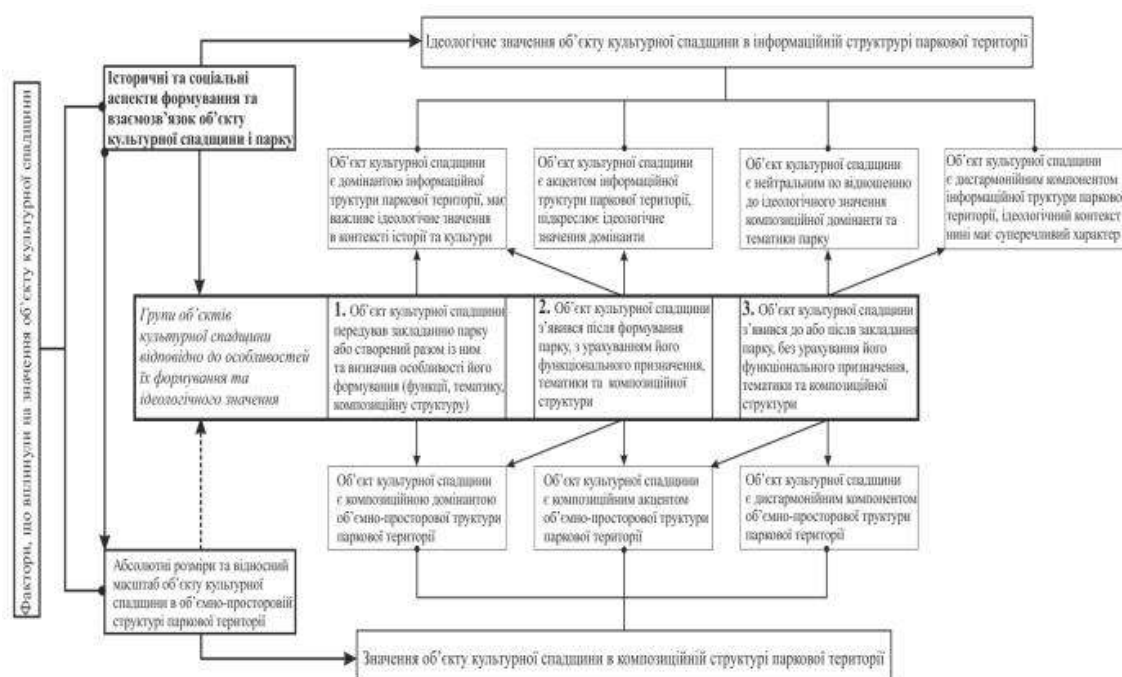 Ідеологічне значення об’єкту культурної спадщини в інформаційній структрурі паркової території
Фактори, що вплинули на значення об’єкту культурної спадщини
Історичні та соціальні
аспекти формування та
взаємозв’язок об’єкту
культурної спадщини і парку
Об’єкт культурної спадщини
є домінантою інформаційної
труктури паркової території, має
важливе ідеологічне значення
в контексті історії та культури
Об’єкт культурної спадщини
є акцентом інформаційної
труктури паркової території,
підкреслює ідеологічне
значення домінанти
Об’єкт культурної спадщини
є нейтральним по відношенню
до ідеологічного значення
композиційної домінанти та
тематики парку
Об’єкт культурної спадщини
є дисгармонійним компонентом
інформаційної труктури паркової
території, ідеологічний контекст
нині має суперечливий характер
Групи об’єктів
культурної спадщини
відповідно до особливостей
їх формування та
ідеологічного значення
1. Об’єкт культурної спадщини
передував закладанню парку
або створений разом із ним
та визначив особливості його
формування (функції, тематику,
композиційну структуру)
2. Об’єкт культурної спадщини
з’явився після формування
парку, з урахуванням його
функціонального призначення,
тематики та композиційної
структури
3. Об’єкт культурної спадщини
з’явився до або після закладання
парку, без урахування його
функціонального призначення,
тематики та композиційної
структури
Об’єкт культурної спадщини
є композиційною домінантою
об’ємно-просторової труктури
паркової території
Об’єкт культурної спадщини
є композиційним акцентом
об’ємно-просторової труктури
паркової території
Об’єкт культурної спадщини
є дисгармонійним компонентом
об’ємно-просторової труктури
паркової території
Абсолютні розміри та відносний
масштаб об’єкту культурної
спадщини в об’ємно-просторовій
структурі паркової території
Значення об’єкту культурної спадщини в композиційній структурі паркової території